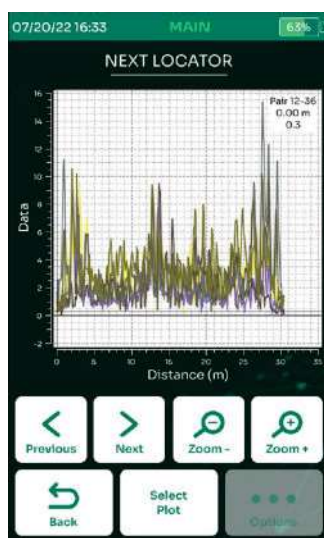 07/20/22 16:33 MAIN 63%
NEXT LOCATOR
Pair 12-36
0.00 m
0.3
16
14
12
10
8
6
4
2
0
-2
Data
0 5 10 15 20 25 30 35
Distance (m)
Previous Next Zoom - Zoom +
Back Select Plot Options